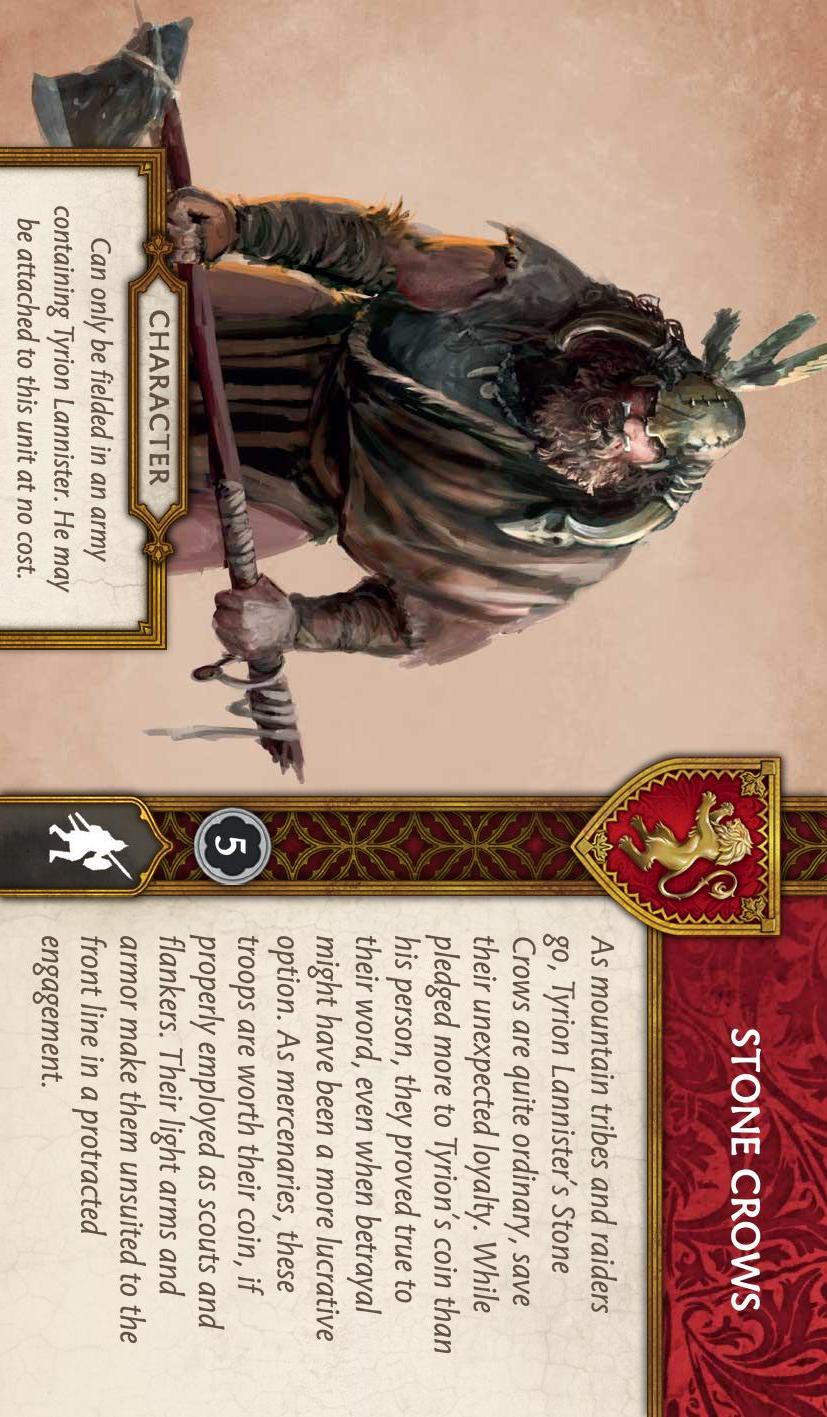 STONE CROWS
As mountain tribes and raiders
go, Tyrion Lannister's Stone
Crows are quite ordinary, save
their unexpected loyalty. While
pledged more to Tyrion's coin than
his person, they proved true to
their word, even when betrayal
might have been a more lucrative
option. As mercenaries, these
troops are worth their coin, if
properly employed as scouts and
flankers. Their light arms and
armor make them unsuited to the
front line in a protracted
engagement.
5
CHARACTER
Can only be fielded in an army
containing Tyrion Lannister. He may
be attached to this unit at no cost.